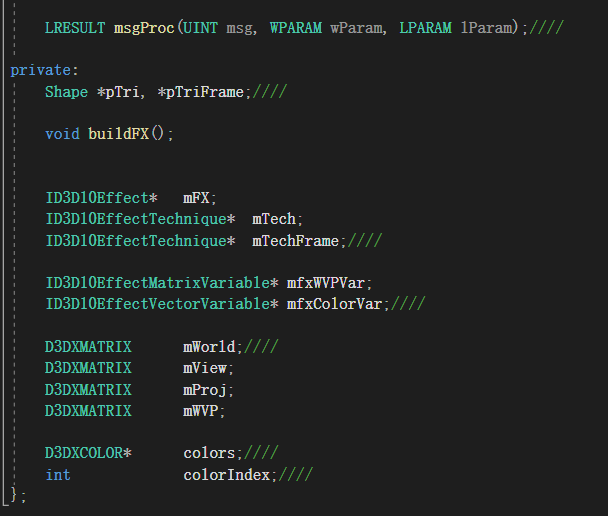 LRESULT msgProc(UINT msg, WPARAM wParam, LPARAM lParam);////
private:
Shape *pTri, *pTriFrame;////
void buildFX();
ID3D10Effect* mFX;
ID3D10EffectTechnique* mTech;
ID3D10EffectTechnique* mTechFrame;////
ID3D10EffectMatrixVariable* mfxWVPVar;
ID3D10EffectVectorVariable* mfxColorVar;////
D3DXMATRIX mWorld;////
D3DXMATRIX mView;
D3DXMATRIX mProj;
D3DXMATRIX mWVP;
D3DXCOLOR* colors;////
int colorIndex;////
};